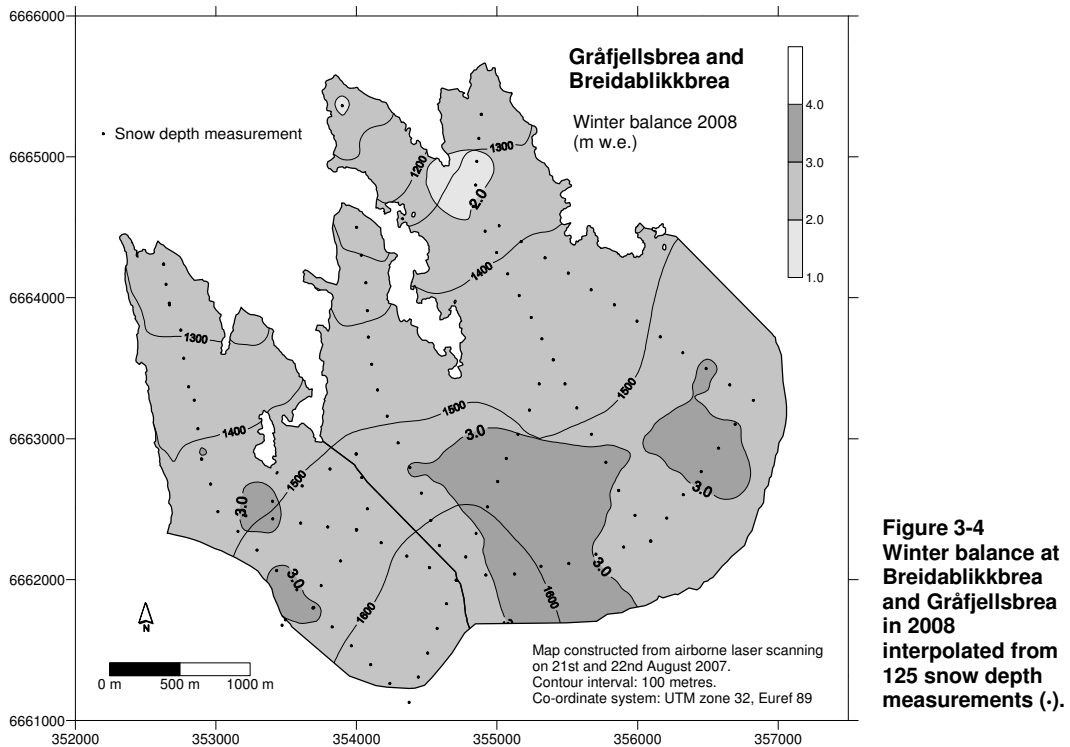 6666000
Gråfjellsbrea and
Breidablikkbrea
Winter balance 2008
(m w.e.)
4.0
3.0
2.0
1.0
· Snow depth measurement
6665000
1200
1300
2.0
1400
6664000
1300
1500
1400
1500
6663000
3.0
1500
3.0
3.0
3.0
3.0
6662000
1600
1600
N
0 m 500 m 1000 m
Map constructed from airborne laser scanning
on 21st and 22nd August 2007.
Contour interval: 100 metres.
Co-ordinate system: UTM zone 32, Euref 89
6661000
352000 353000 354000 355000 356000 357000
Figure 3-4
Winter balance at
Breidablikkbrea
and Gråfjellsbrea
in 2008
interpolated from
125 snow depth
measurements (·).